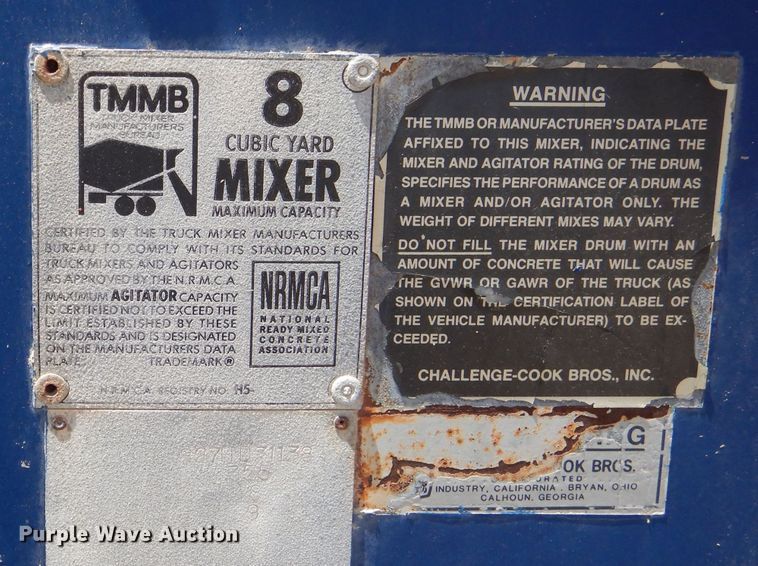 TMMB
TRUCK MIXER
MANUFACTURERS
BUREAU
8
CUBIC YARD
MIXER
MAXIMUM CAPACITY
CERTIFIED BY THE TRUCK MIXER MANUFACTURERS
BUREAU TO COMPLY WITH ITS STANDARDS FOR
TRUCK MIXERS AND AGITATORS
AS APPROVED BY THE N.R.M.C.A.
MAXIMUM AGITATOR CAPACITY
IS CERTIFIED NOT TO EXCEED THE
LIMIT ESTABLISHED BY THESE
STANDARDS AND IS DESIGNATED
ON THE MANUFACTURERS DATA
PLATE. TRADEMARK®
NRMCA
NATIONAL
READY MIXED
CONCRETE
ASSOCIATION
N.R.M.C.A. REGISTRY NO. H5-
WARNING
THE TMMB OR MANUFACTURER'S DATA PLATE
AFFIXED TO THIS MIXER, INDICATING THE
MIXER AND AGITATOR RATING OF THE DRUM,
SPECIFIES THE PERFORMANCE OF A DRUM AS
A MIXER AND/OR AGITATOR ONLY. THE
WEIGHT OF DIFFERENT MIXES MAY VARY.
DO NOT FILL THE MIXER DRUM WITH AN
AMOUNT OF CONCRETE THAT WILL CAUSE
THE GVWR OR GAWR OF THE TRUCK (AS
SHOWN ON THE CERTIFICATION LABEL OF
THE VEHICLE MANUFACTURER) TO BE EX-
CEEDED.
CHALLENGE-COOK BROS., INC.
NG
OK BROS.
RATED
INDUSTRY, CALIFORNIA. BRYAN, OHIO
CALHOUN, GEORGIA
Purple Wave Auction